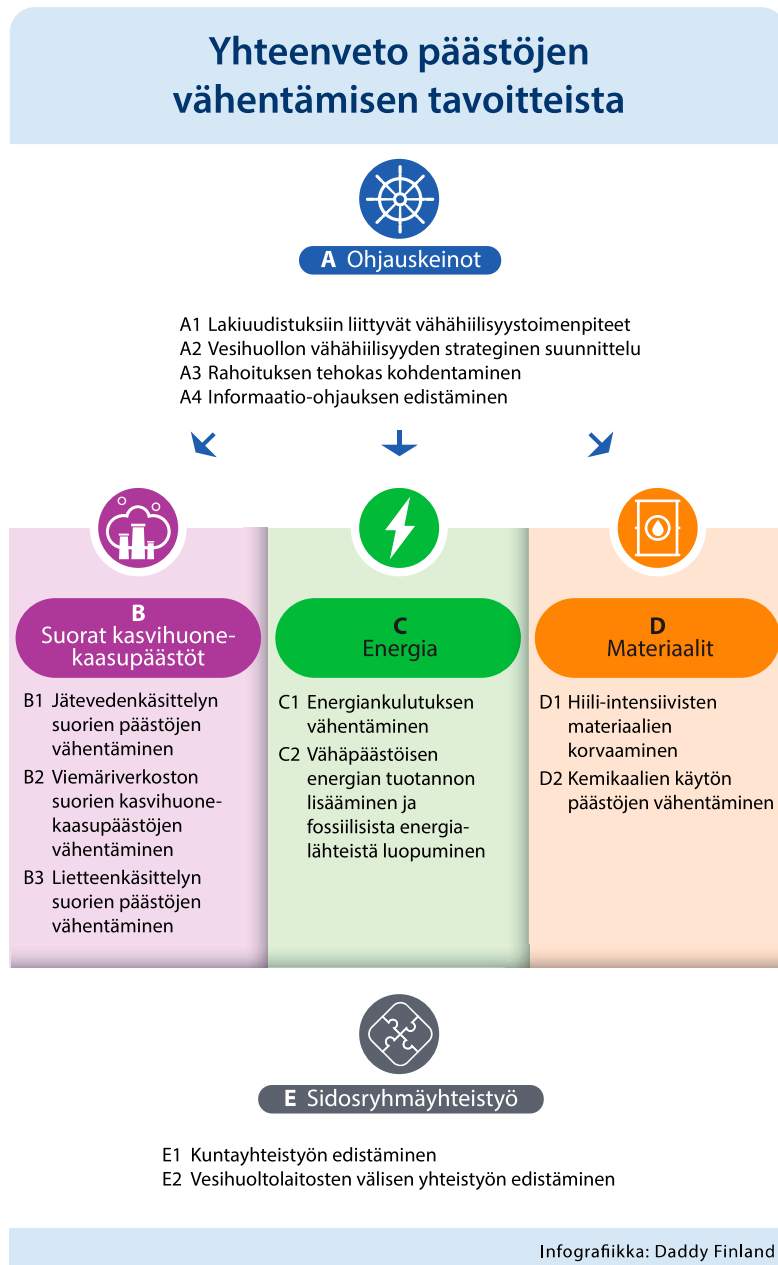 Yhteenveto päästöjen
vähentämisen tavoitteista
A Ohjauskeinot
A1 Lakiuudistuksiin liittyvät vähähiilisyystoimenpiteet
A2 Vesihuollon vähähiilisyyden strateginen suunnittelu
A3 Rahoituksen tehokas kohdentaminen
A4 Informaatio-ohjauksen edistäminen
B
Suorat kasvihuone-
kaasupäästöt
B1 Jätevedenkäsittelyn
suorien päästöjen
vähentäminen
B2 Viemäriverkoston
suorien kasvihuone-
kaasupäästöjen
vähentäminen
B3 Lietteenkäsittelyn
suorien päästöjen
vähentäminen
C
Energia
C1 Energiankulutuksen
vähentäminen
C2 Vähäpäästöisen
energian tuotannon
lisääminen ja
fossiilisista energia-
lähteistä luopuminen
D
Materiaalit
D1 Hiili-intensiivisten
materiaalien
korvaaminen
D2 Kemikaalien käytön
päästöjen vähentäminen
E Sidosryhmäyhteistyö
E1 Kuntayhteistyön edistäminen
E2 Vesihuoltolaitosten välisen yhteistyön edistäminen
Infografiikka: Daddy Finland